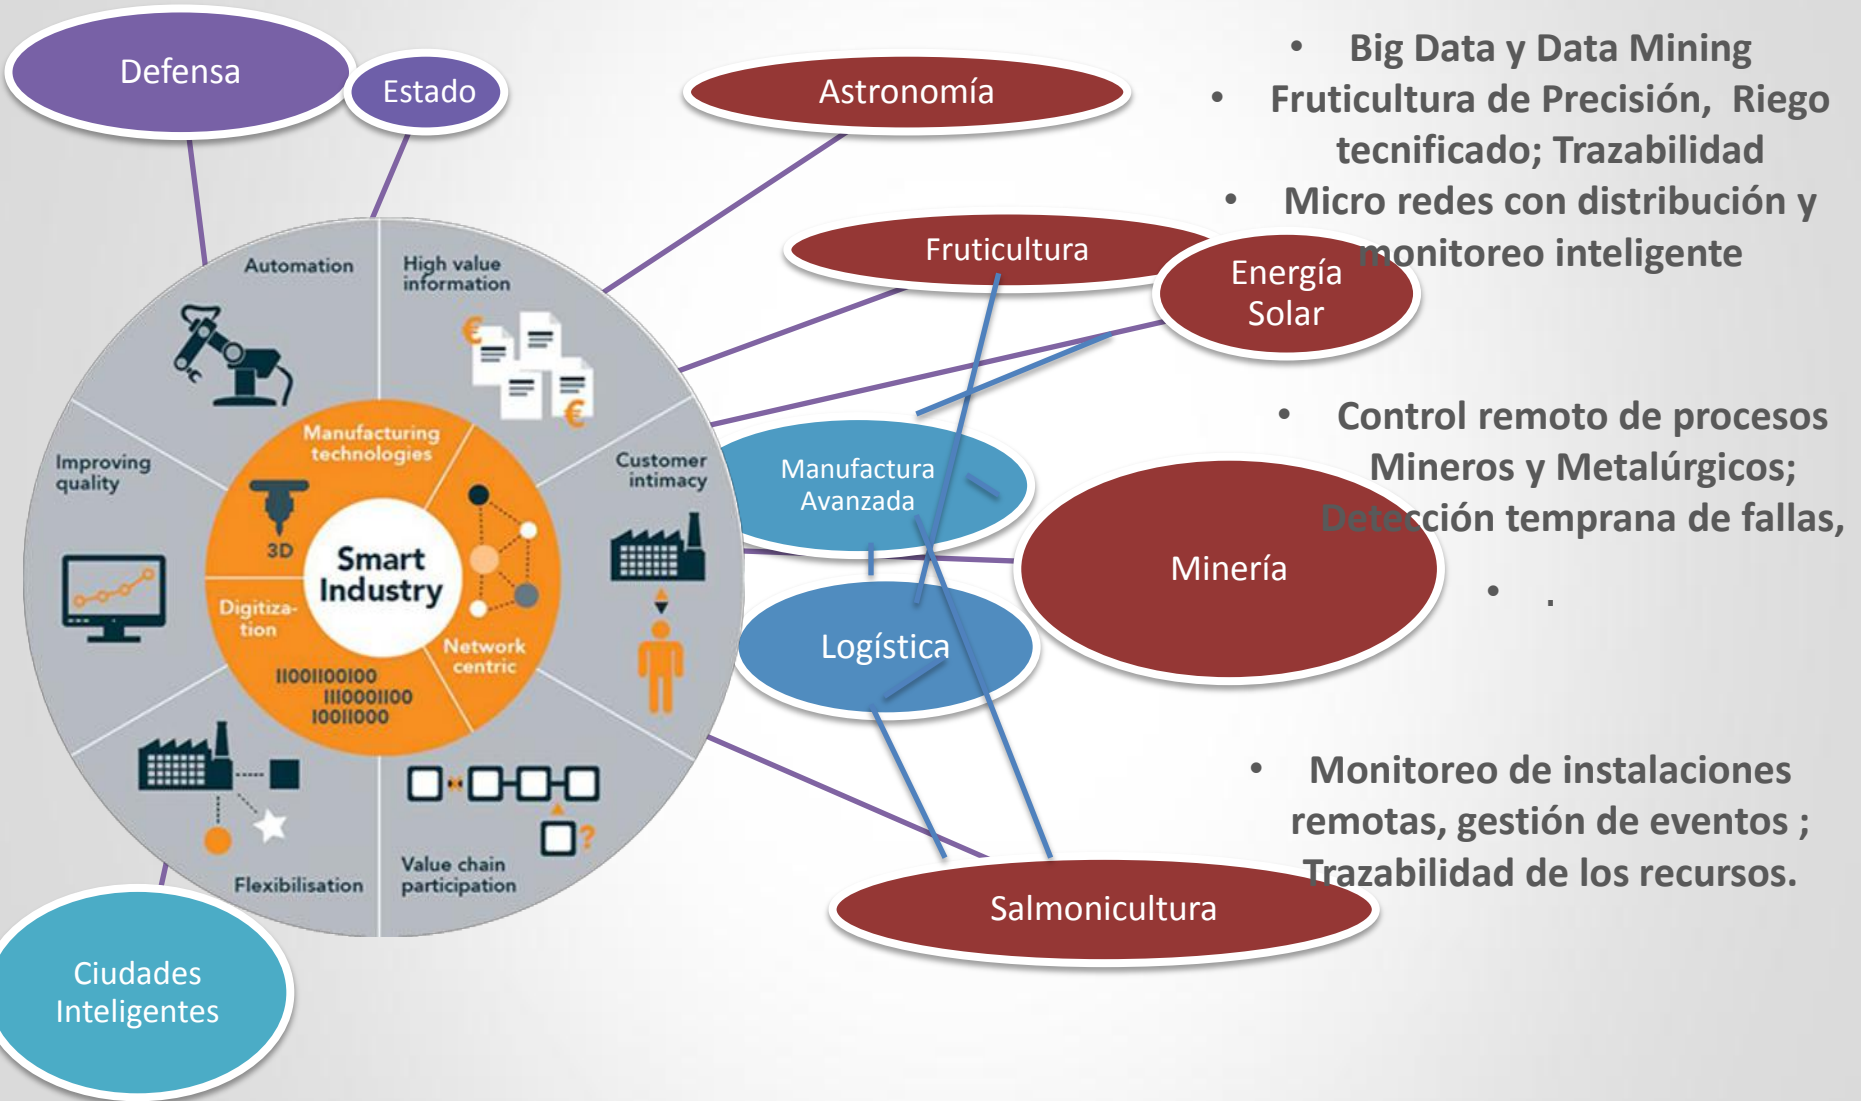 Defensa
Estado
Astronomía
Fruticultura
Energía
Solar
Manufactura
Avanzada
Minería
Logística
Salmonicultura
Ciudades
Inteligentes
Automation
High value
information
€
€
Improving
quality
Customer
intimacy
Manufacturing
technologies
3D
Smart
Industry
Digitiza-
tion
Network
centric
11001100100
1110001100
10011000
Flexibilisation
?
Value chain
participation
• Big Data y Data Mining
• Fruticultura de Precisión, Riego
tecnificado; Trazabilidad
• Micro redes con distribución y
monitoreo inteligente
• Control remoto de procesos
Mineros y Metalúrgicos;
Detección temprana de fallas,
• .
• Monitoreo de instalaciones
remotas, gestión de eventos ;
Trazabilidad de los recursos.